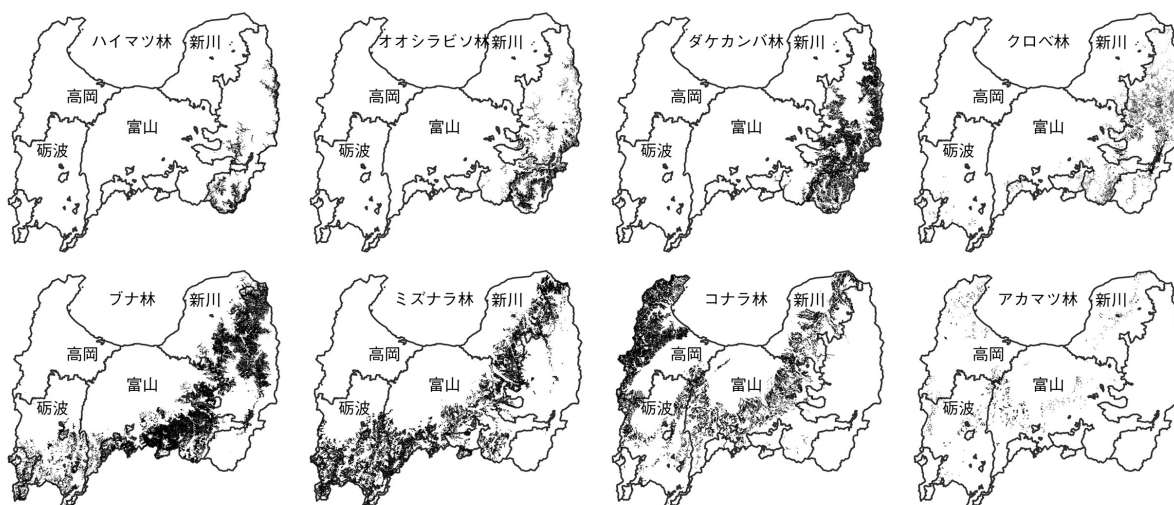 ハイマツ林 新川
高岡
富山
砺波
オオシラビソ林 新川
高岡
富山
砺波
ダケカンバ林 新川
高岡
富山
砺波
クロベ林 新川
高岡
富山
砺波
ブナ林 新川
高岡
富山
砺波
ミズナラ林 新川
高岡
富山
砺波
コナラ林 新川
高岡
富山
砺波
アカマツ林 新川
高岡
富山
砺波